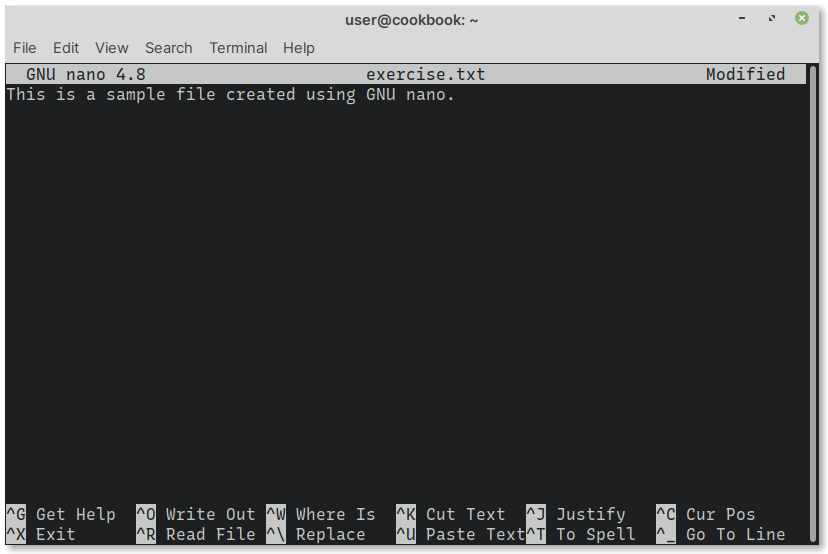 user@cookbook: ~
File Edit View Search Terminal Help
GNU nano 4.8 exercise.txt Modified
This is a sample file created using GNU nano.
^G Get Help ^O Write Out ^W Where Is ^K Cut Text ^J Justify ^C Cur Pos
^X Exit ^R Read File ^\ Replace ^U Paste Text ^T To Spell ^_ Go To Line